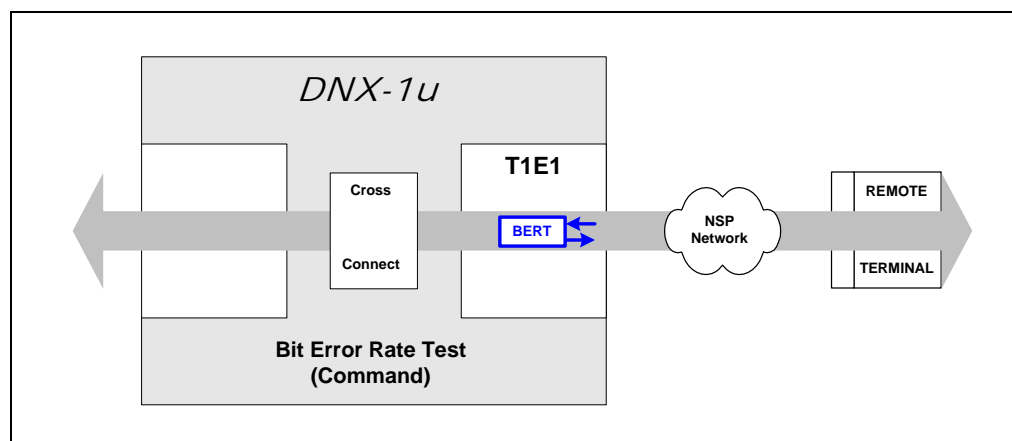 DNX-1u
T1E1
Cross
Connect
BERT
NSP
Network
REMOTE
TERMINAL
Bit Error Rate Test
(Command)